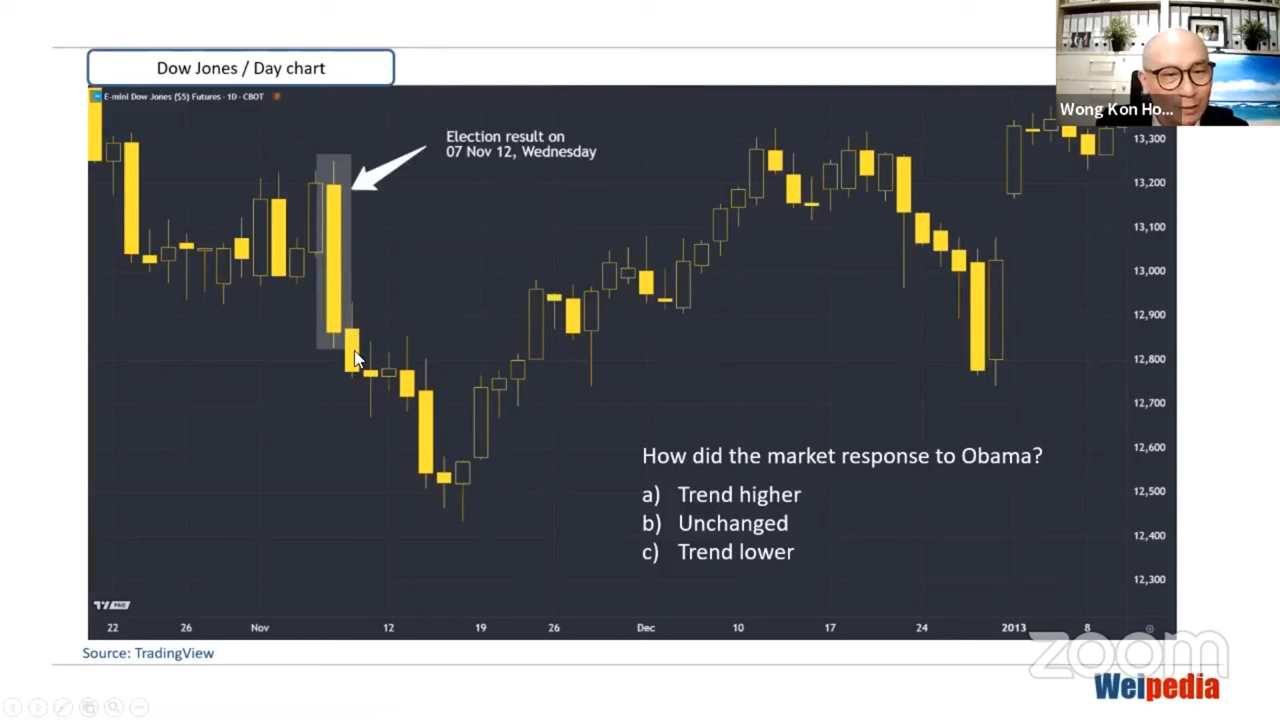 Dow Jones / Day chart
E-mini Dow Jones ($5) Futures · 1D · CBOT
Wong Kon Ho...
Election result on
07 Nov 12, Wednesday
13,300
13,200
13,100
13,000
12,900
12,800
12,700
12,600
12,500
12,400
12,300
How did the market response to Obama?
a) Trend higher
b) Unchanged
c) Trend lower
PRO
22 26 Nov 12 19 26 Dec 10 17 24 2013 8
Source: TradingView
zoom
Weipedia